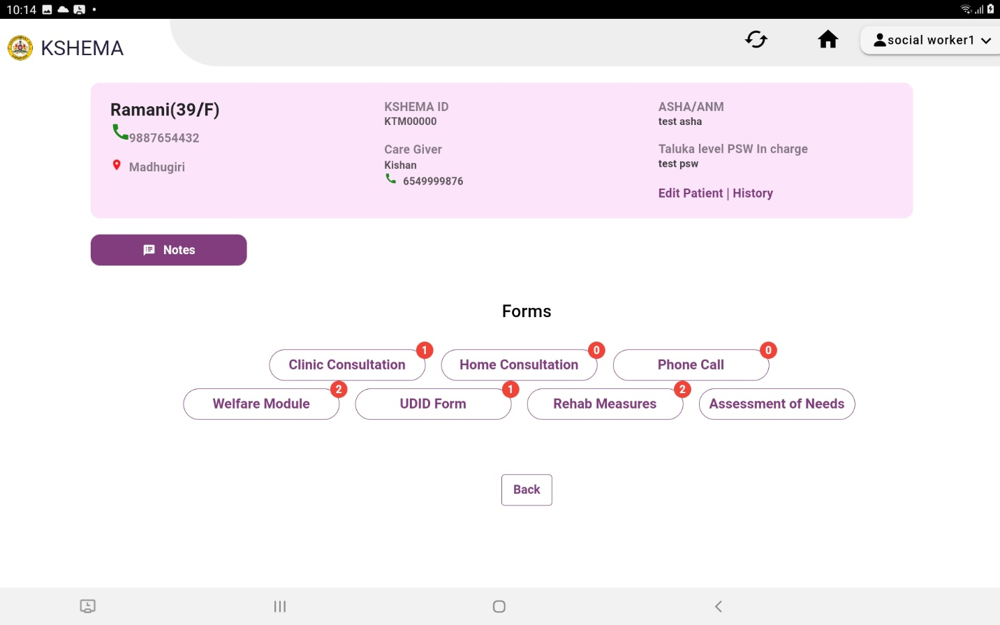 10:14
KSHEMA
social worker1
Ramani(39/F)
9887654432
Madhugiri
KSHEMA ID
KTM00000
Care Giver
Kishan
6549999876
ASHA/ANM
test asha
Taluka level PSW In charge
test psw
Edit Patient | History
Notes
Forms
Clinic Consultation 1
Home Consultation 0
Phone Call 0
Welfare Module 2
UDID Form 1
Rehab Measures 2
Assessment of Needs
Back